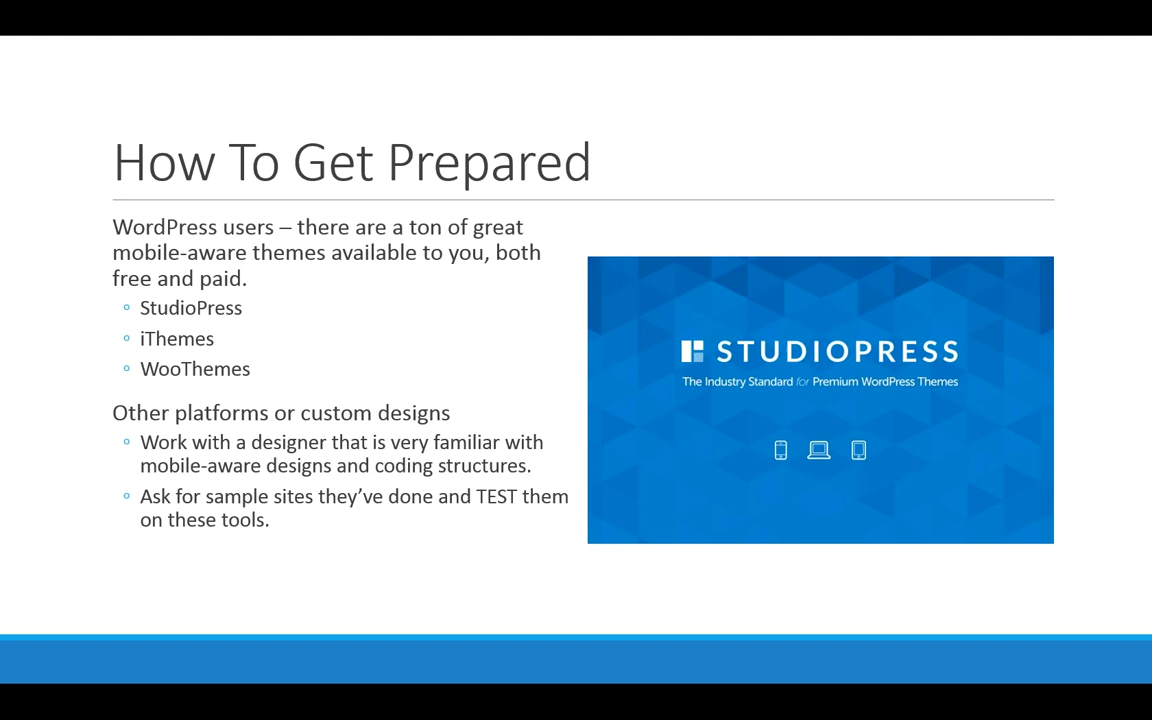 How To Get Prepared
WordPress users – there are a ton of great
mobile-aware themes available to you, both
free and paid.
StudioPress
iThemes
WooThemes
Other platforms or custom designs
Work with a designer that is very familiar with
mobile-aware designs and coding structures.
Ask for sample sites they’ve done and TEST them
on these tools.
STUDIOPRESS
The Industry Standard for Premium WordPress Themes